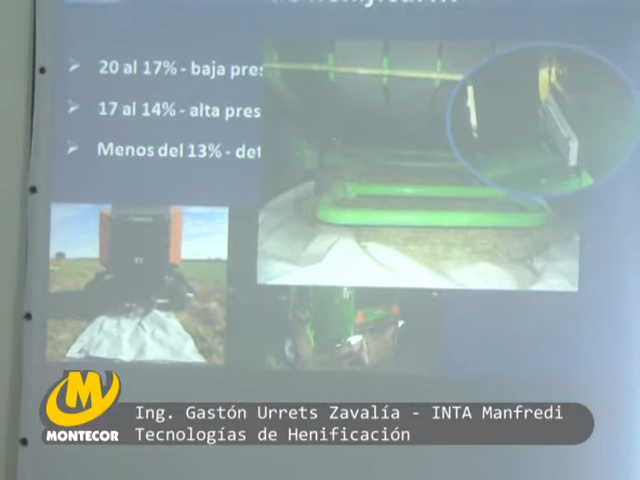 20 al 17% - baja pres
17 al 14% - alta pres
Menos del 13% - det
MONTECOR
Ing. Gastón Urrets Zavalía - INTA Manfredi
Tecnologías de Henificación